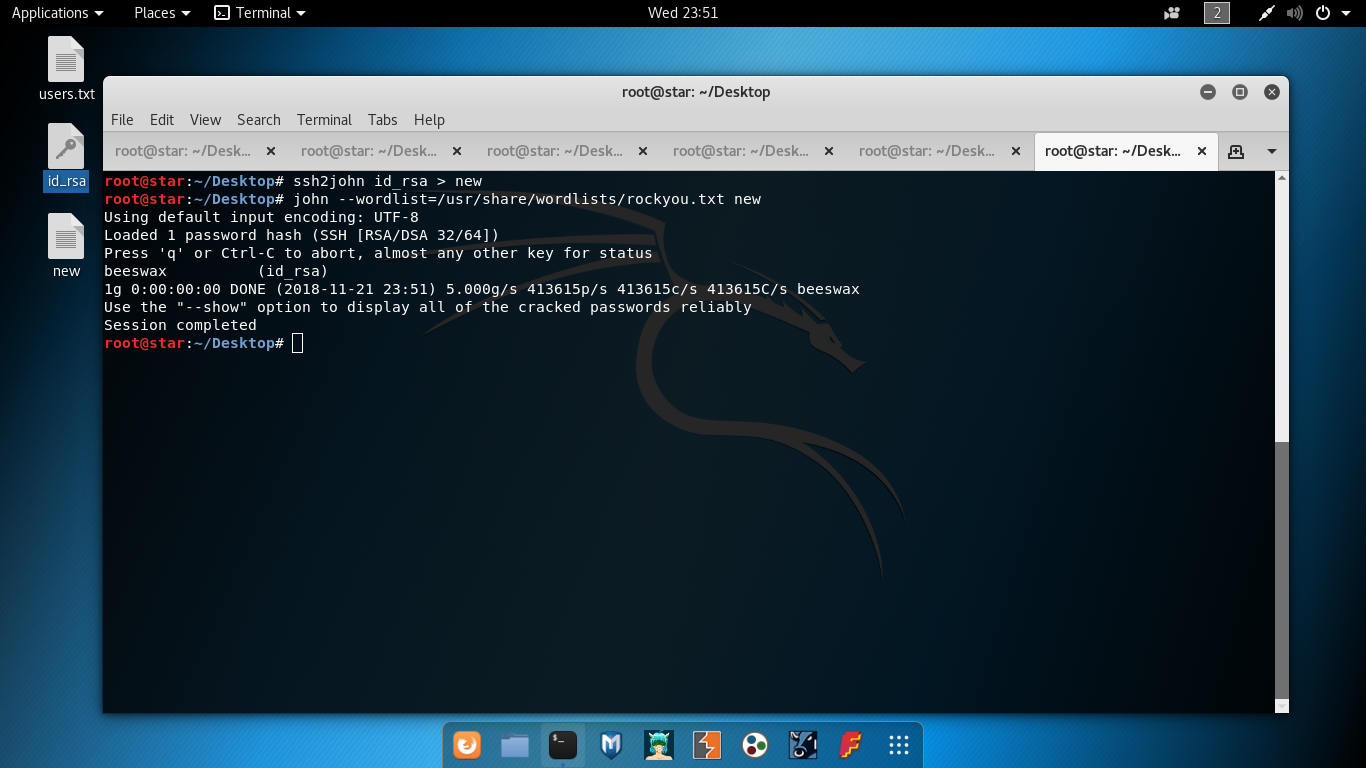 Applications Places Terminal Wed 23:51 2
users.txt
id_rsa
new
root@star: ~/Desktop
File Edit View Search Terminal Tabs Help
root@star: ~/Desk... root@star: ~/Desk... root@star: ~/Desk... root@star: ~/Desk... root@star: ~/Desk... root@star: ~/Desk...
root@star:~/Desktop# ssh2john id_rsa > new
root@star:~/Desktop# john --wordlist=/usr/share/wordlists/rockyou.txt new
Using default input encoding: UTF-8
Loaded 1 password hash (SSH [RSA/DSA 32/64])
Press 'q' or Ctrl-C to abort, almost any other key for status
beeswax          (id_rsa)
1g 0:00:00:00 DONE (2018-11-21 23:51) 5.000g/s 413615p/s 413615c/s 413615C/s beeswax
Use the "--show" option to display all of the cracked passwords reliably
Session completed
root@star:~/Desktop#